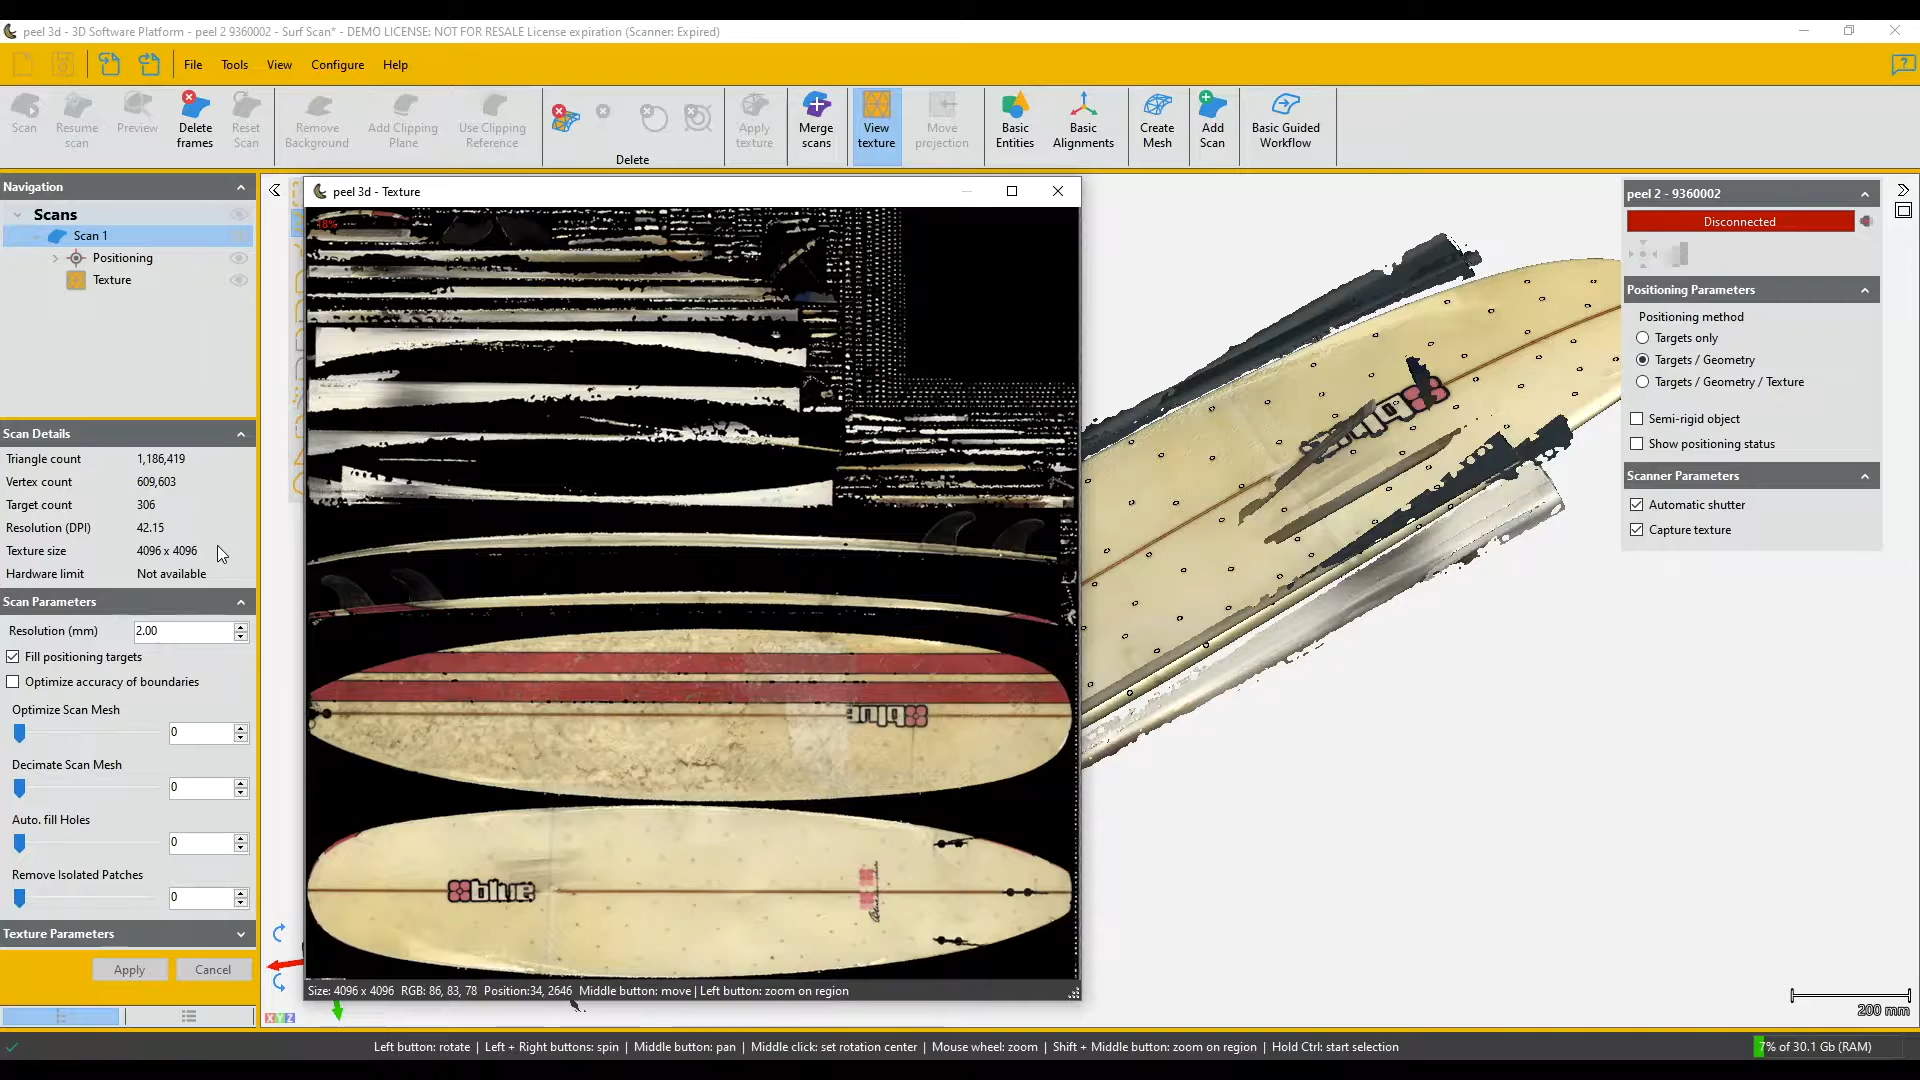 peel 3d - 3D Software Platform - peel 2 9360002 - Surf Scan* - DEMO LICENSE: NOT FOR RESALE License expiration (Scanner: Expired)
File Tools View Configure Help
Scan
Resume scan
Preview
Delete frames
Reset Scan
Remove Background
Add Clipping Plane
Use Clipping Reference
Delete
Apply texture
Merge scans
View texture
Move projection
Basic Entities
Basic Alignments
Create Mesh
Add Scan
Basic Guided Workflow
Navigation
Scans
Scan 1
Positioning
Texture
Scan Details
Triangle count 1,186,419
Vertex count 609,603
Target count 306
Resolution (DPI) 42.15
Texture size 4096 x 4096
Hardware limit Not available
Scan Parameters
Resolution (mm) 2.00
Fill positioning targets
Optimize accuracy of boundaries
Optimize Scan Mesh
0
Decimate Scan Mesh
0
Auto. fill Holes
0
Remove Isolated Patches
0
Texture Parameters
Apply Cancel
peel 3d - Texture
18%
blue
blue
Size: 4096 x 4096 RGB: 86, 83, 78 Position:34, 2646 Middle button: move | Left button: zoom on region
blue
XYZ
peel 2 - 9360002
Disconnected
Positioning Parameters
Positioning method
Targets only
Targets / Geometry
Targets / Geometry / Texture
Semi-rigid object
Show positioning status
Scanner Parameters
Automatic shutter
Capture texture
200 mm
Left button: rotate | Left + Right buttons: spin | Middle button: pan | Middle click: set rotation center | Mouse wheel: zoom | Shift + Middle button: zoom on region | Hold Ctrl: start selection
7% of 30.1 Gb (RAM)